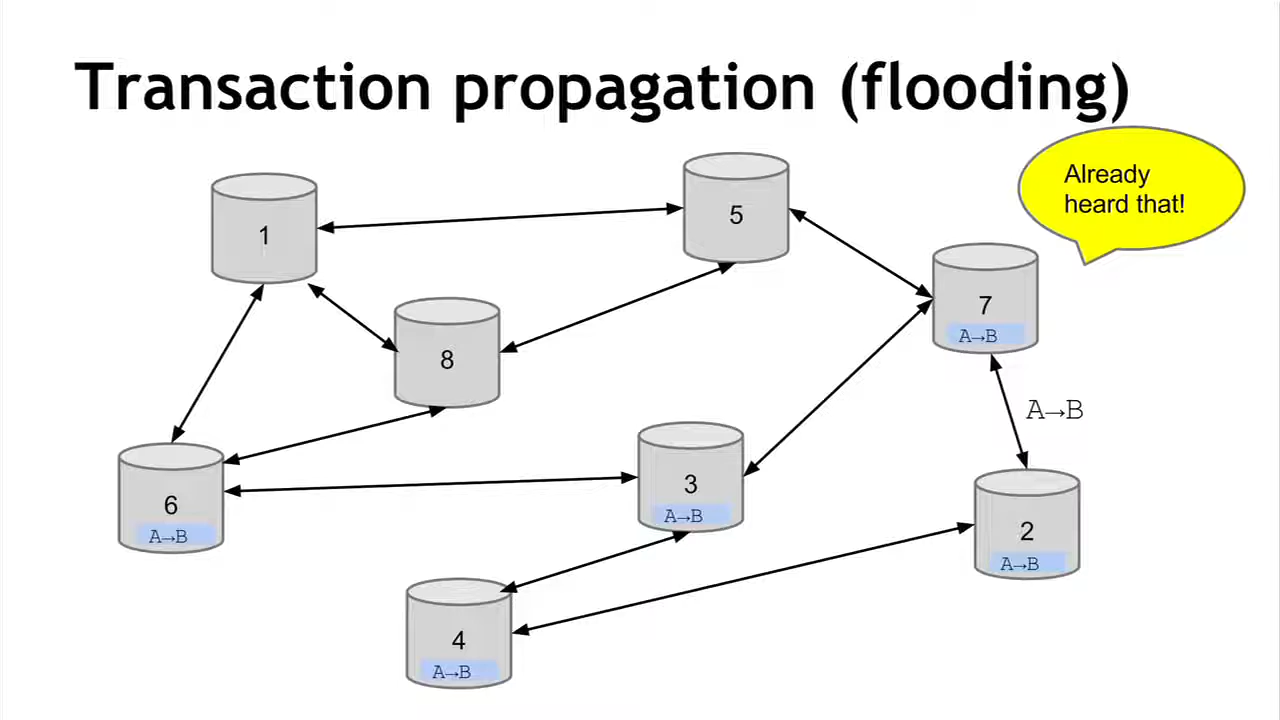 Transaction propagation (flooding)
Already
heard that!
1
5
7
A→B
8
A→B
6
A→B
3
A→B
2
A→B
4
A→B